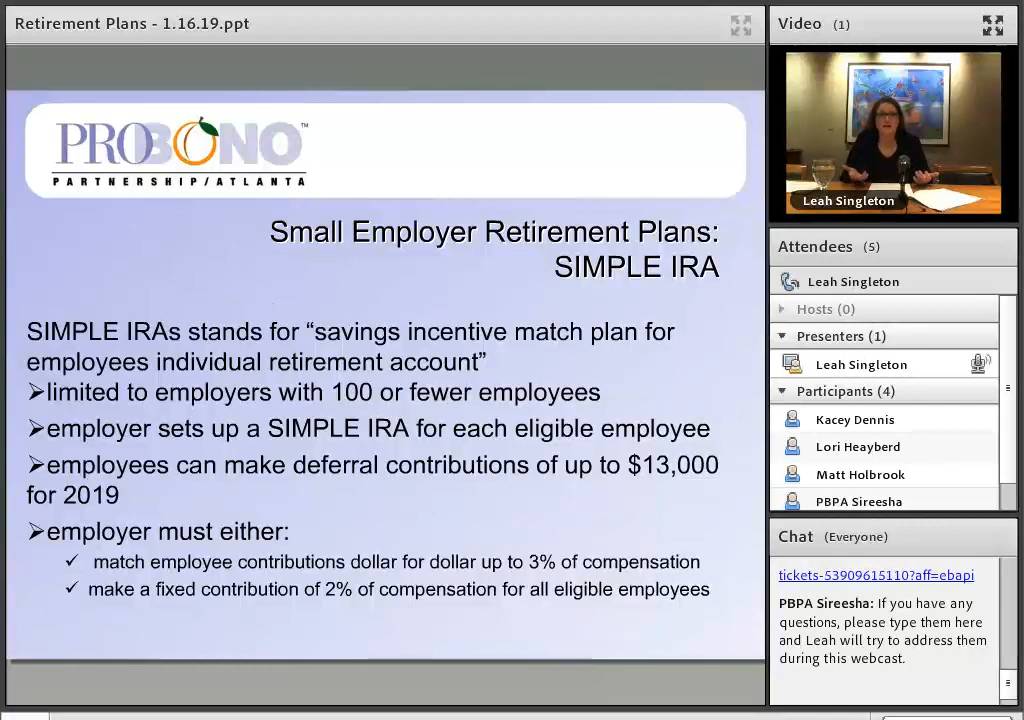 Retirement Plans - 1.16.19.ppt
PROBONO™
PARTNERSHIP/ATLANTA
Small Employer Retirement Plans:
SIMPLE IRA
SIMPLE IRAs stands for “savings incentive match plan for
employees individual retirement account”
➢limited to employers with 100 or fewer employees
➢employer sets up a SIMPLE IRA for each eligible employee
➢employees can make deferral contributions of up to $13,000
for 2019
➢employer must either:
✓ match employee contributions dollar for dollar up to 3% of compensation
✓ make a fixed contribution of 2% of compensation for all eligible employees
Video (1)
Leah Singleton
Attendees (5)
Leah Singleton
Hosts (0)
Presenters (1)
Leah Singleton
Participants (4)
Kacey Dennis
Lori Heayberd
Matt Holbrook
PBPA Sireesha
Chat (Everyone)
tickets-53909615110?aff=ebapi
PBPA Sireesha: If you have any
questions, please type them here
and Leah will try to address them
during this webcast.